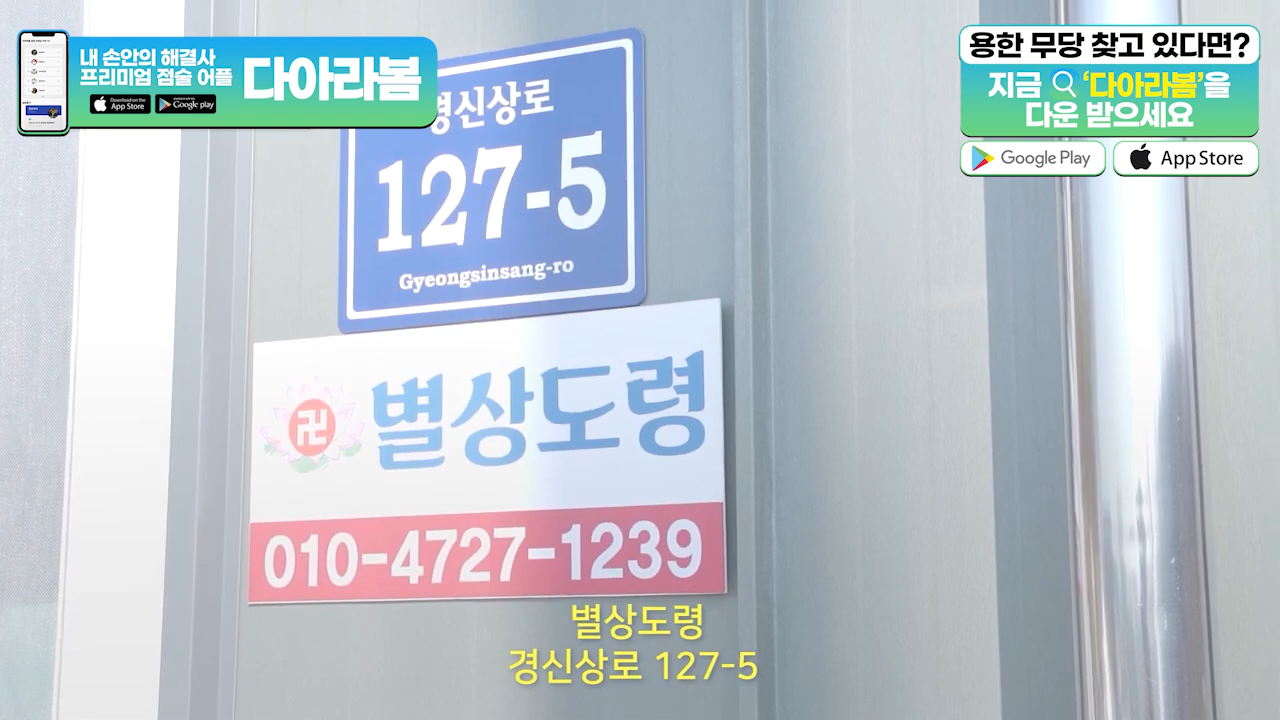 내 손안의 해결사
프리미엄 점술 어플
다아라봄
Download on the
App Store
Google play
용한 무당 찾고 있다면?
지금 '다아라봄'을
다운 받으세요
Google Play
App Store
경신상로
127-5
Gyeongsinsang-ro
卍
별상도령
010-4727-1239
별상도령
경신상로 127-5